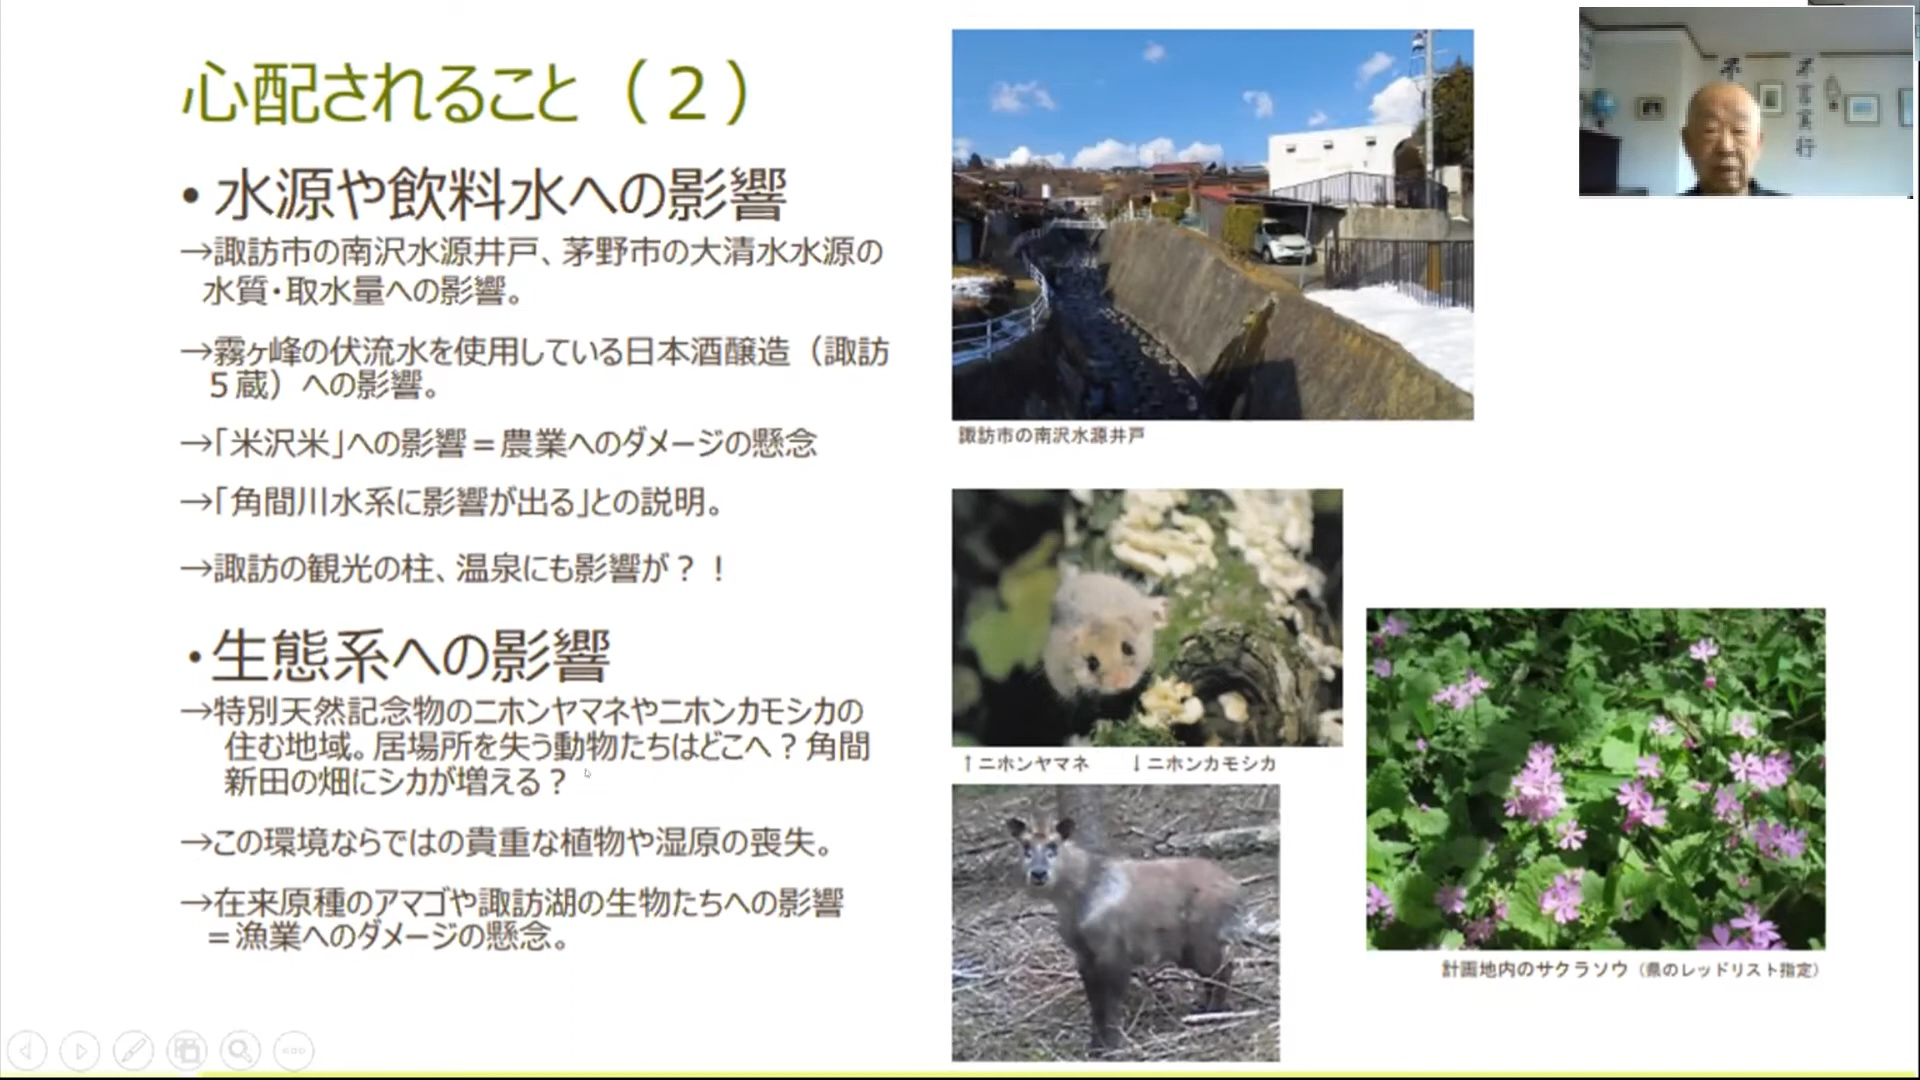 心配されること（２）
・水源や飲料水への影響
→諏訪市の南沢水源井戸、茅野市の大清水水源の
水質・取水量への影響。
→霧ヶ峰の伏流水を使用している日本酒醸造（諏訪
５蔵）への影響。
→「米沢米」への影響＝農業へのダメージの懸念
→「角間川水系に影響が出る」との説明。
→諏訪の観光の柱、温泉にも影響が？！
・生態系への影響
→特別天然記念物のニホンヤマネやニホンカモシカの
住む地域。居場所を失う動物たちはどこへ？角間
新田の畑にシカが増える？
→この環境ならではの貴重な植物や湿原の喪失。
→在来原種のアマゴや諏訪湖の生物たちへの影響
＝漁業へのダメージの懸念。
諏訪市の南沢水源井戸
↑ニホンヤマネ　↓ニホンカモシカ
計画地内のサクラソウ（県のレッドリスト指定）
不言実行